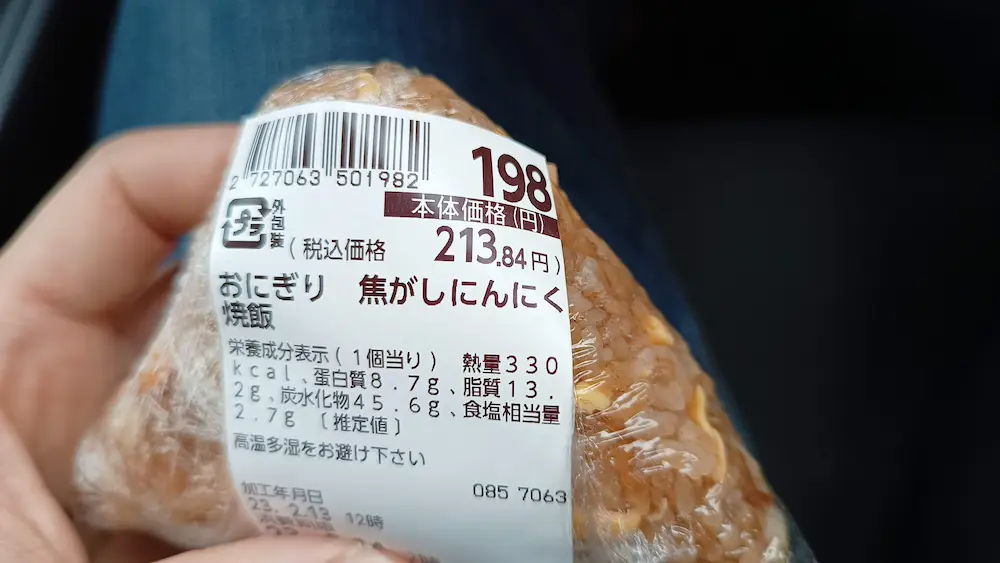 2 727063 501982
198
本体価格(円)
プラ
外包装
(税込価格 213.84円)
おにぎり 焦がしにんにく
焼飯
栄養成分表示(1個当り) 熱量330
kcal、蛋白質8.7g、脂質13.
2g、炭水化物45.6g、食塩相当量
2.7g 〔推定値〕
高温多湿をお避け下さい
085 7063
加工年月日
23. 2.13 12時